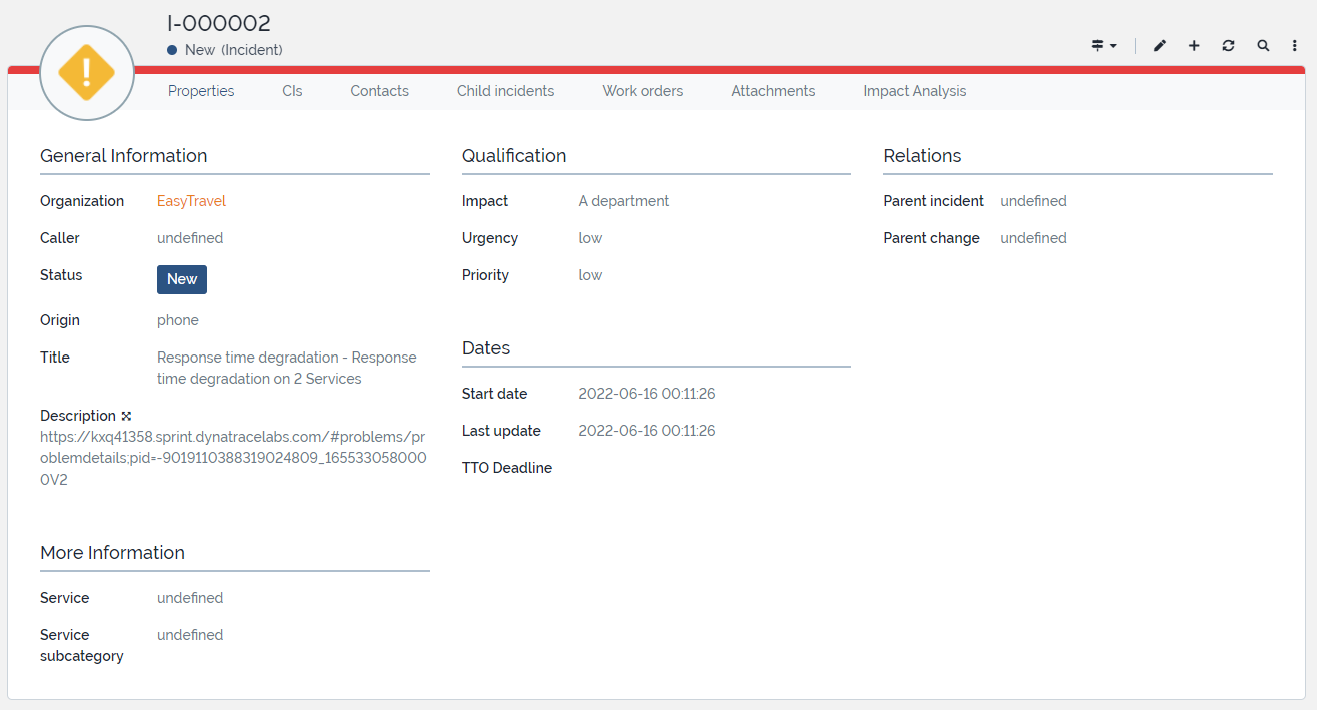 I-000002
New (Incident)
Properties CIs Contacts Child incidents Work orders Attachments Impact Analysis
General Information
Organization EasyTravel
Caller undefined
Status New
Origin phone
Title Response time degradation - Response
time degradation on 2 Services
Description
https://kxq41358.sprint.dynatracelabs.com/#problems/pr
oblemdetails;pid=-9019110388319024809_165533058000
0V2
More Information
Service undefined
Service undefined
subcategory
Qualification
Impact A department
Urgency low
Priority low
Dates
Start date 2022-06-16 00:11:26
Last update 2022-06-16 00:11:26
TTO Deadline
Relations
Parent incident undefined
Parent change undefined